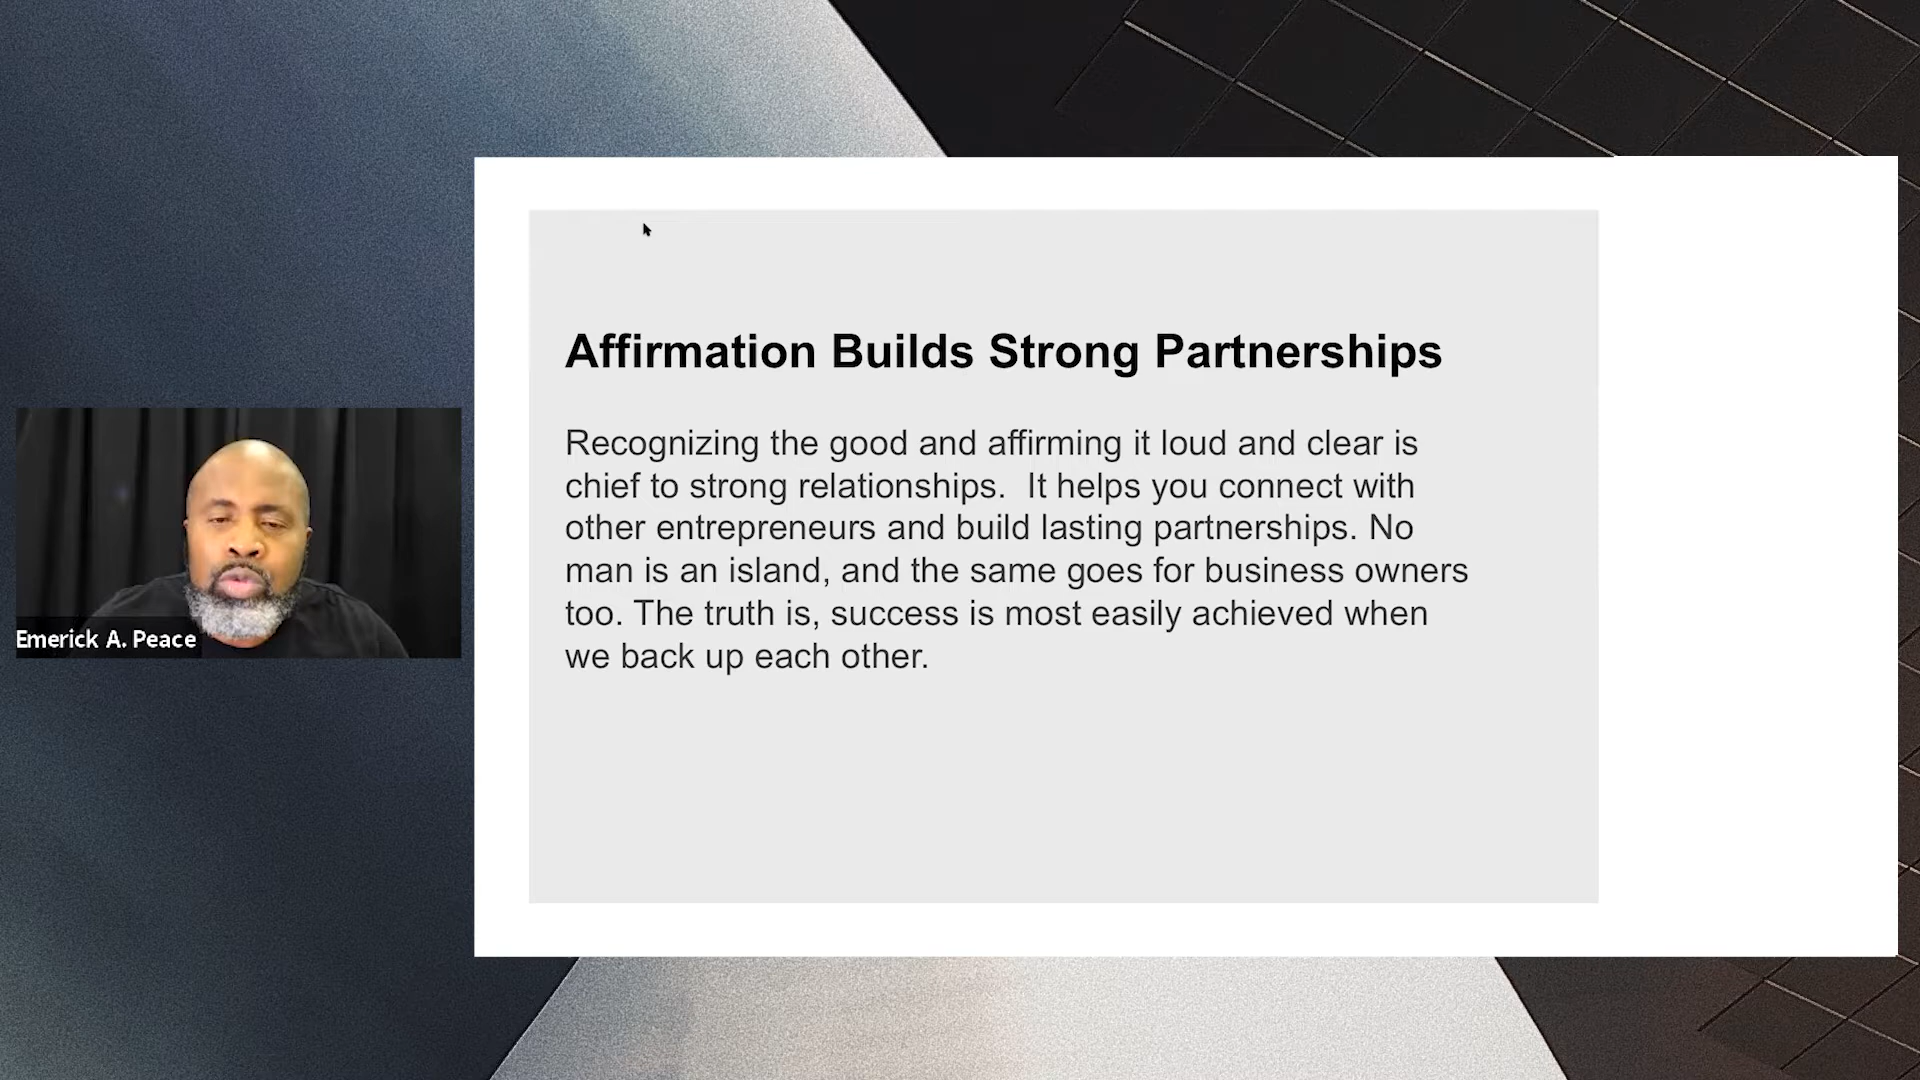 Affirmation Builds Strong Partnerships
Recognizing the good and affirming it loud and clear is
chief to strong relationships.  It helps you connect with
other entrepreneurs and build lasting partnerships. No
man is an island, and the same goes for business owners
too. The truth is, success is most easily achieved when
we back up each other.
Emerick A. Peace